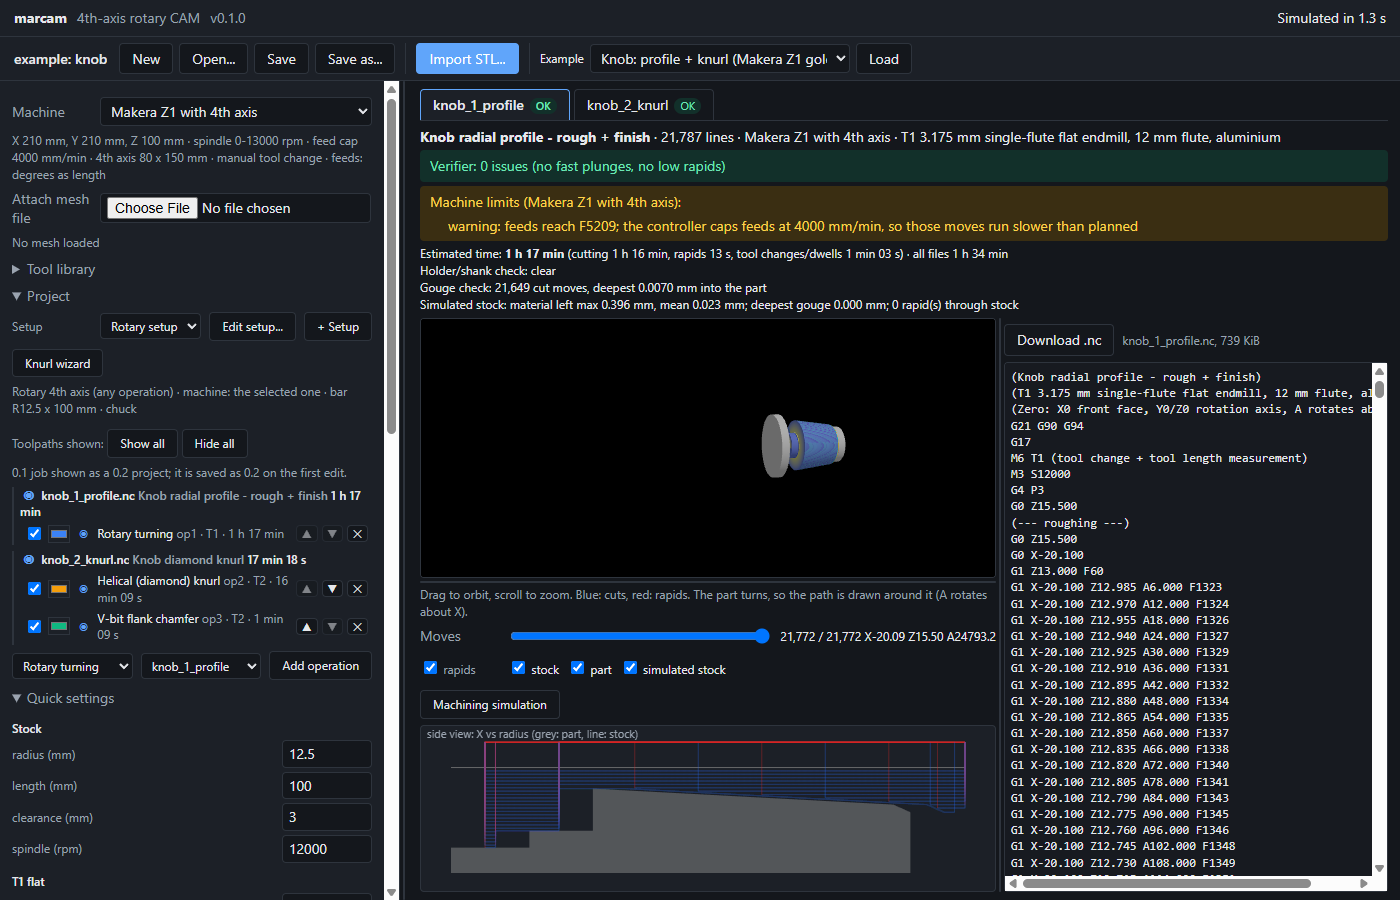 marcam 4th-axis rotary CAM v0.1.0
Simulated in 1.3 s
example: knob New Open... Save Save as... Import STL... Example Knob: profile + knurl (Makera Z1 gol Load
Machine Makera Z1 with 4th axis
X 210 mm, Y 210 mm, Z 100 mm · spindle 0-13000 rpm · feed cap
4000 mm/min · 4th axis 80 x 150 mm · manual tool change · feeds:
degrees as length
Attach mesh
file
Choose File No file chosen
No mesh loaded
Tool library
Project
Setup Rotary setup Edit setup... + Setup
Knurl wizard
Rotary 4th axis (any operation) · machine: the selected one · bar
R12.5 x 100 mm · chuck
Toolpaths shown: Show all Hide all
0.1 job shown as a 0.2 project; it is saved as 0.2 on the first edit.
knob_1_profile.nc Knob radial profile - rough + finish 1 h 17
min
Rotary turning op1 · T1 · 1 h 17 min
knob_2_knurl.nc Knob diamond knurl 17 min 18 s
Helical (diamond) knurl op2 · T2 · 16
min 09 s
V-bit flank chamfer op3 · T2 · 1 min
09 s
Rotary turning knob_1_profile Add operation
Quick settings
Stock
radius (mm) 12.5
length (mm) 100
clearance (mm) 3
spindle (rpm) 12000
T1 flat
knob_1_profile OK knob_2_knurl OK
Knob radial profile - rough + finish · 21,787 lines · Makera Z1 with 4th axis · T1 3.175 mm single-flute flat endmill, 12 mm flute, aluminium
Verifier: 0 issues (no fast plunges, no low rapids)
Machine limits (Makera Z1 with 4th axis):
warning: feeds reach F5209; the controller caps feeds at 4000 mm/min, so those moves run slower than planned
Estimated time: 1 h 17 min (cutting 1 h 16 min, rapids 13 s, tool changes/dwells 1 min 03 s) · all files 1 h 34 min
Holder/shank check: clear
Gouge check: 21,649 cut moves, deepest 0.0070 mm into the part
Simulated stock: material left max 0.396 mm, mean 0.023 mm; deepest gouge 0.000 mm; 0 rapid(s) through stock
Drag to orbit, scroll to zoom. Blue: cuts, red: rapids. The part turns, so the path is drawn around it (A rotates
about X).
Moves 21,772 / 21,772 X-20.09 Z15.50 A24793.2
rapids stock part simulated stock
Machining simulation
side view: X vs radius (grey: part, line: stock)
Download .nc knob_1_profile.nc, 739 KiB
(Knob radial profile - rough + finish)
(T1 3.175 mm single-flute flat endmill, 12 mm flute, al
(Zero: X0 front face, Y0/Z0 rotation axis, A rotates ab
G21 G90 G94
G17
M6 T1 (tool change + tool length measurement)
M3 S12000
G4 P3
G0 Z15.500
(--- roughing ---)
G0 Z15.500
G0 X-20.100
G1 Z13.000 F60
G1 X-20.100 Z12.985 A6.000 F1323
G1 X-20.100 Z12.970 A12.000 F1324
G1 X-20.100 Z12.955 A18.000 F1326
G1 X-20.100 Z12.940 A24.000 F1327
G1 X-20.100 Z12.925 A30.000 F1329
G1 X-20.100 Z12.910 A36.000 F1331
G1 X-20.100 Z12.895 A42.000 F1332
G1 X-20.100 Z12.880 A48.000 F1334
G1 X-20.100 Z12.865 A54.000 F1335
G1 X-20.100 Z12.850 A60.000 F1337
G1 X-20.100 Z12.835 A66.000 F1338
G1 X-20.100 Z12.820 A72.000 F1340
G1 X-20.100 Z12.805 A78.000 F1341
G1 X-20.100 Z12.790 A84.000 F1343
G1 X-20.100 Z12.775 A90.000 F1345
G1 X-20.100 Z12.760 A96.000 F1346
G1 X-20.100 Z12.745 A102.000 F1348
G1 X-20.100 Z12.730 A108.000 F1349